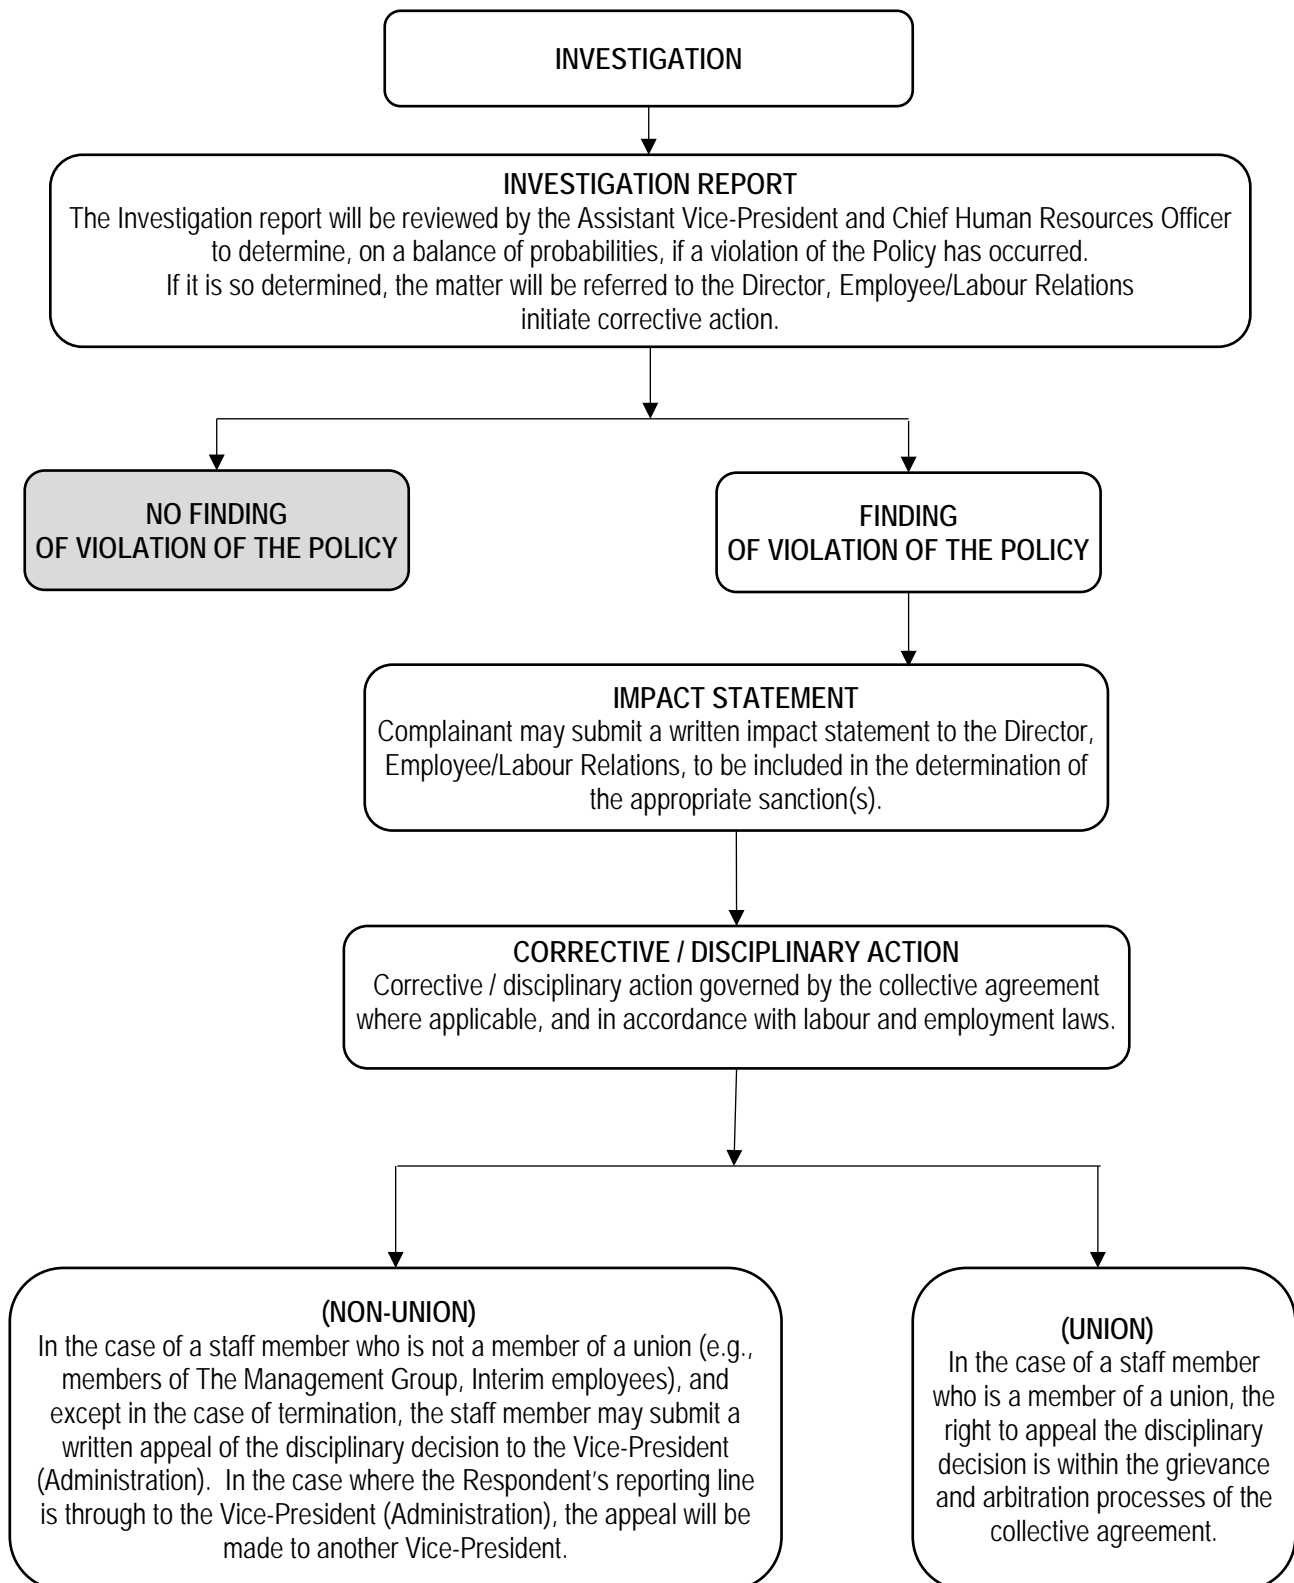 INVESTIGATION
INVESTIGATION REPORT
The Investigation report will be reviewed by the Assistant Vice-President and Chief Human Resources Officer
to determine, on a balance of probabilities, if a violation of the Policy has occurred.
If it is so determined, the matter will be referred to the Director, Employee/Labour Relations
initiate corrective action.
NO FINDING
OF VIOLATION OF THE POLICY
FINDING
OF VIOLATION OF THE POLICY
IMPACT STATEMENT
Complainant may submit a written impact statement to the Director,
Employee/Labour Relations, to be included in the determination of
the appropriate sanction(s).
CORRECTIVE / DISCIPLINARY ACTION
Corrective / disciplinary action governed by the collective agreement
where applicable, and in accordance with labour and employment laws.
(NON-UNION)
In the case of a staff member who is not a member of a union (e.g.,
members of The Management Group, Interim employees), and
except in the case of termination, the staff member may submit a
written appeal of the disciplinary decision to the Vice-President
(Administration).  In the case where the Respondent's reporting line
is through to the Vice-President (Administration), the appeal will be
made to another Vice-President.
(UNION)
In the case of a staff member
who is a member of a union, the
right to appeal the disciplinary
decision is within the grievance
and arbitration processes of the
collective agreement.